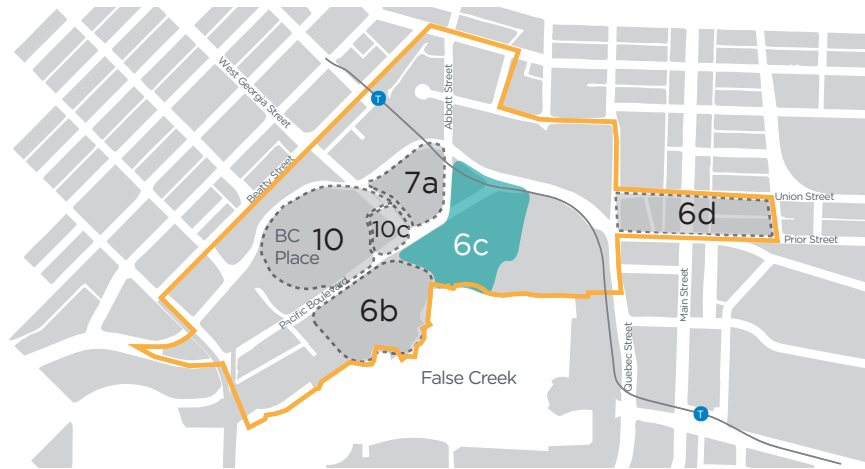 West Georgia Street
Abbott Street
T
Beatty Street
7a
Union Street
6d
BC
Place
10
10c
6c
Prior Street
Pacific Boulevard
6b
Main Street
Quebec Street
False Creek
T